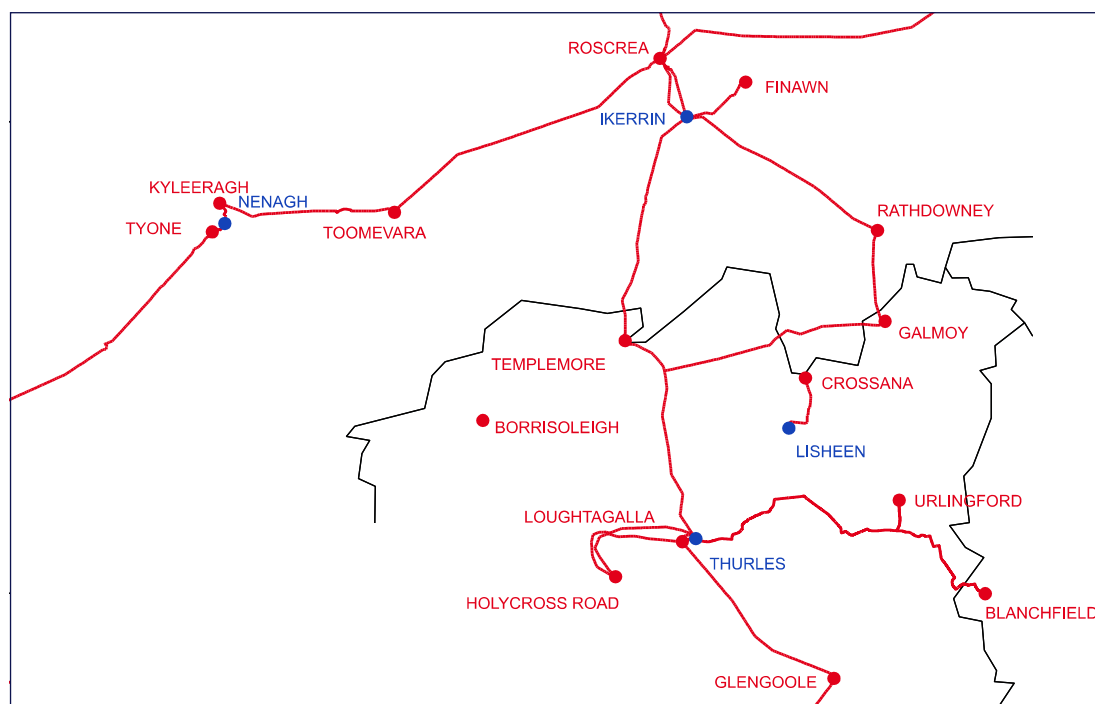 ROSCREA
FINAWN
IKERRIN
KYLEERAGH
NENAGH
TYONE
TOOMEVARA
RATHDOWNEY
GALMOY
TEMPLEMORE
CROSSANA
BORRISOLEIGH
LISHEEN
URLINGFORD
LOUGHTAGALLA
THURLES
HOLYCROSS ROAD
BLANCHFIELD
GLENGOOLE